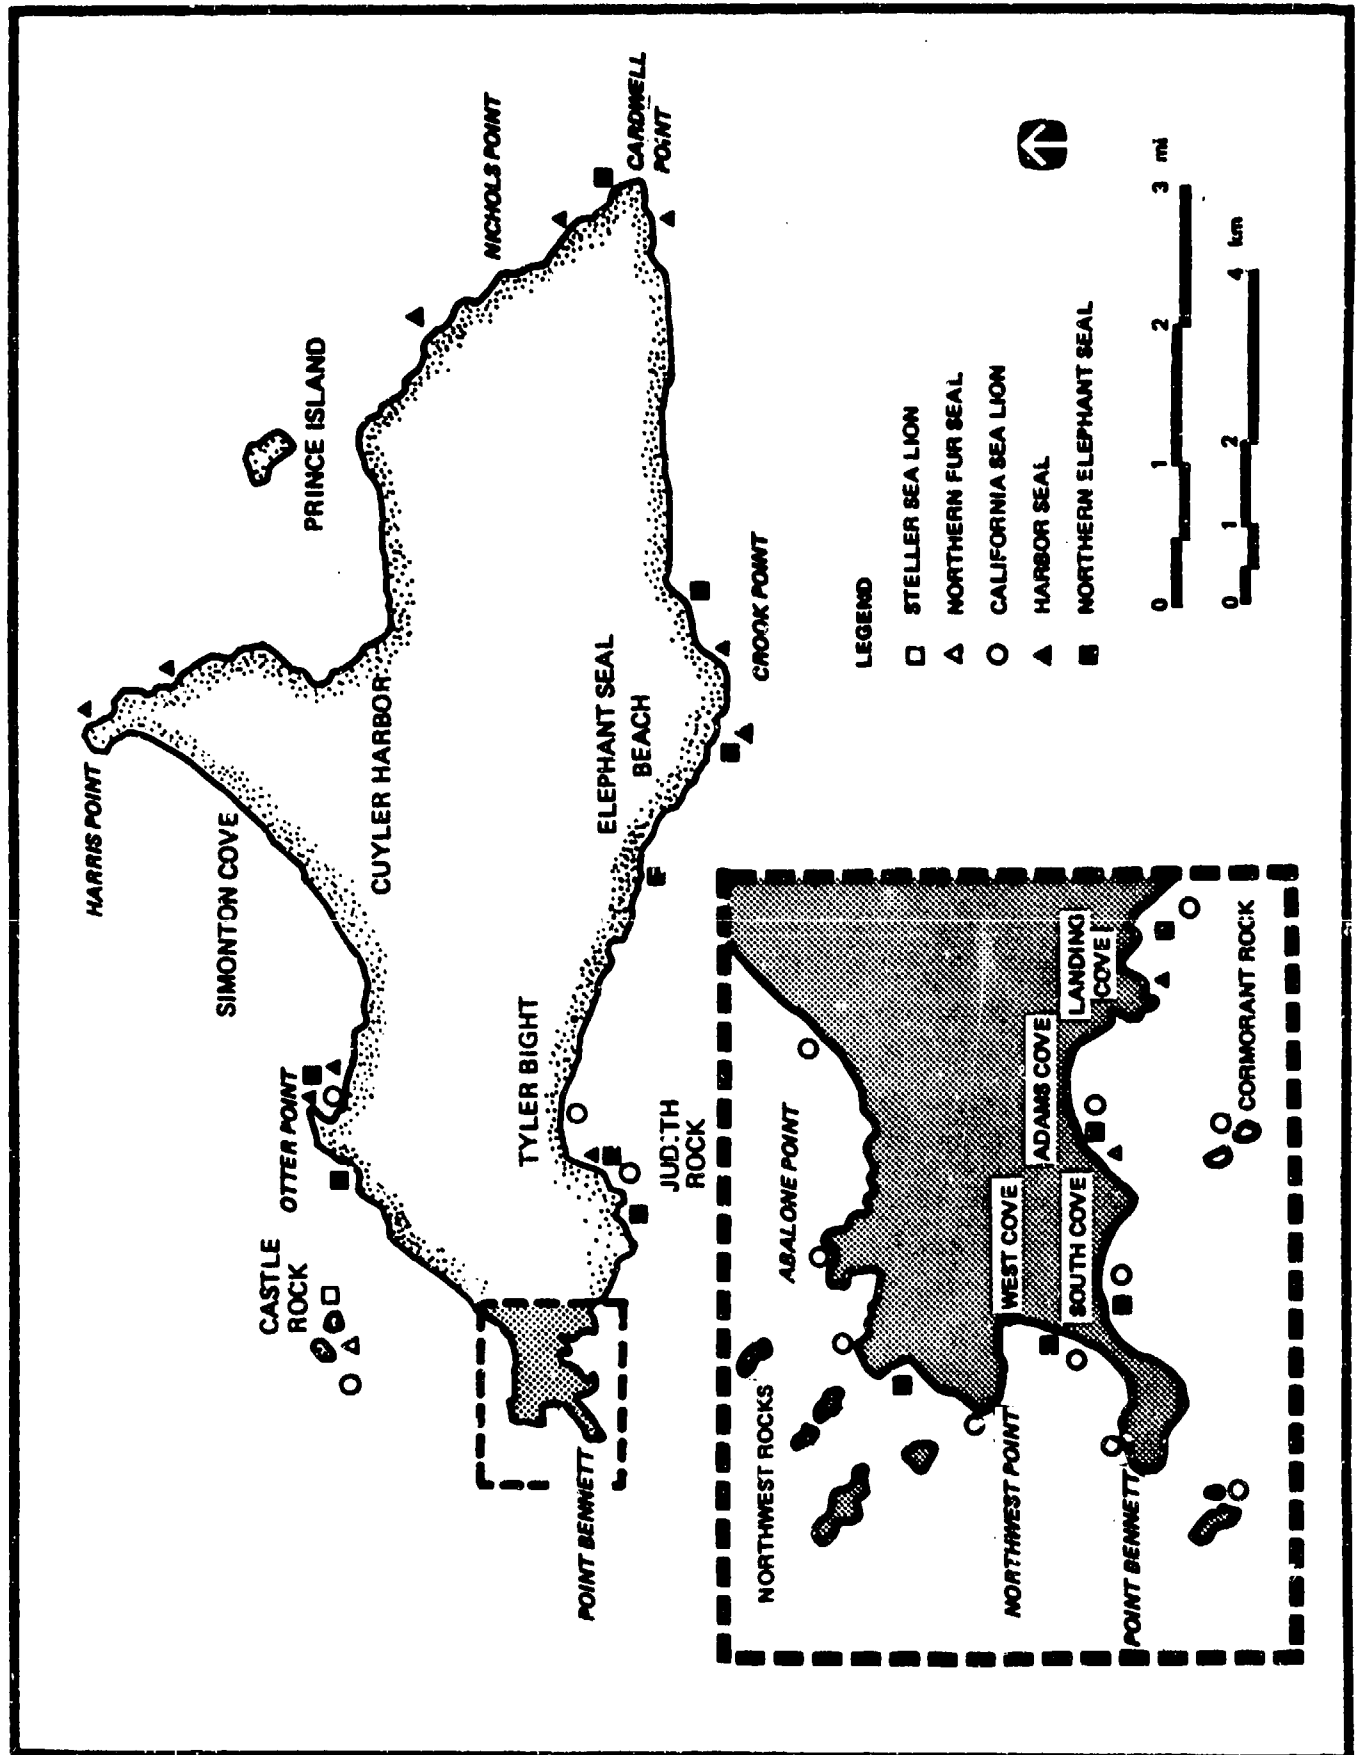 HARRIS POINT
SIMONTON COVE
CUYLER HARBOR
PRINCE ISLAND
NICHOLS POINT
CARDWELL
POINT
OTTER POINT
CASTLE
ROCK
TYLER BIGHT
ELEPHANT SEAL
BEACH
CROOK POINT
JUDITH
ROCK
POINT BENNETT
NORTHWEST ROCKS
ABALONE POINT
WEST COVE
ADAMS COVE
LANDING
COVE
SOUTH COVE
NORTHWEST POINT
POINT BENNETT
CORMORANT ROCK
LEGEND
STELLER SEA LION
NORTHERN FUR SEAL
CALIFORNIA SEA LION
HARBOR SEAL
NORTHERN ELEPHANT SEAL
0 1 2 3 mi
0 1 2 4 km